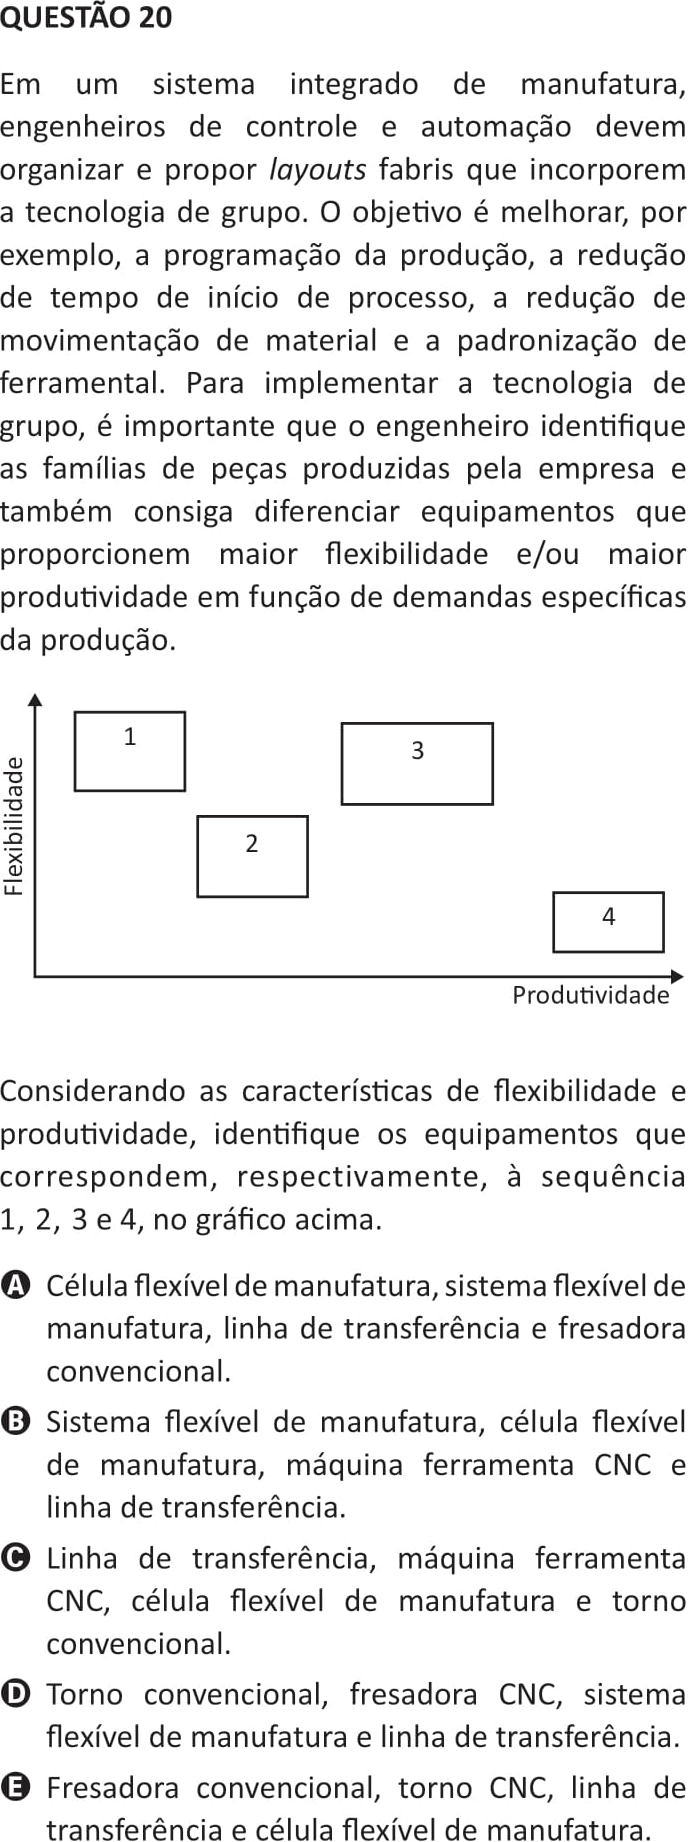 QUESTÃO 20
Em um sistema integrado de manufatura,
engenheiros de controle e automação devem
organizar e propor layouts fabris que incorporem
a tecnologia de grupo. O objetivo é melhorar, por
exemplo, a programação da produção, a redução
de tempo de início de processo, a redução de
movimentação de material e a padronização de
ferramental. Para implementar a tecnologia de
grupo, é importante que o engenheiro identifique
as famílias de peças produzidas pela empresa e
também consiga diferenciar equipamentos que
proporcionem maior flexibilidade e/ou maior
produtividade em função de demandas específicas
da produção.
Flexibilidade
1
2
3
4
Produtividade
Considerando as características de flexibilidade e
produtividade, identifique os equipamentos que
correspondem, respectivamente, à sequência
1, 2, 3 e 4, no gráfico acima.
A Célula flexível de manufatura, sistema flexível de
manufatura, linha de transferência e fresadora
convencional.
B Sistema flexível de manufatura, célula flexível
de manufatura, máquina ferramenta CNC e
linha de transferência.
C Linha de transferência, máquina ferramenta
CNC, célula flexível de manufatura e torno
convencional.
D Torno convencional, fresadora CNC, sistema
flexível de manufatura e linha de transferência.
E Fresadora convencional, torno CNC, linha de
transferência e célula flexível de manufatura.